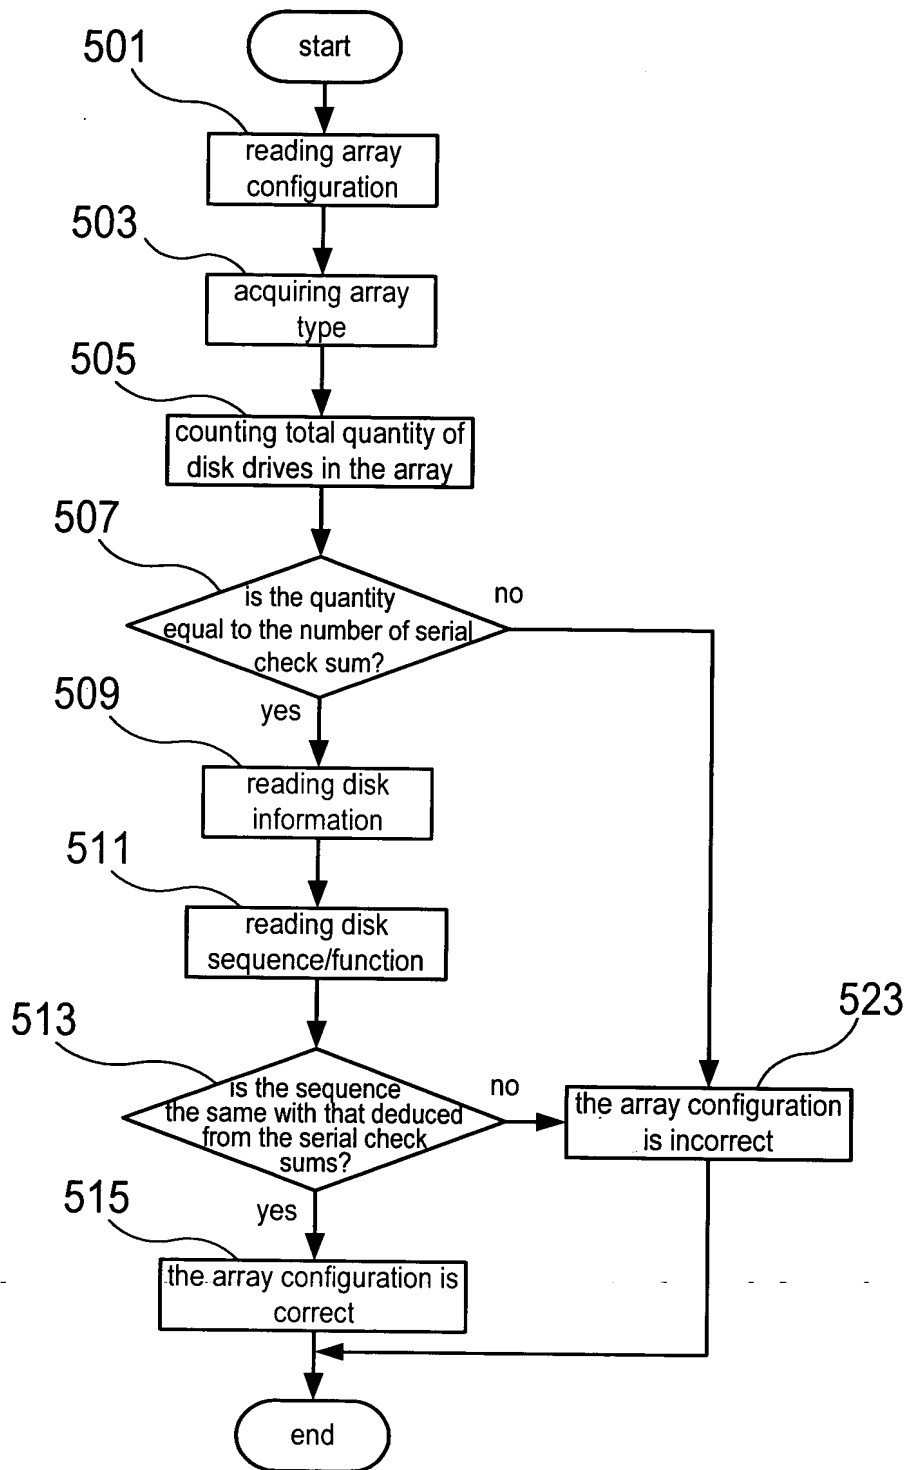 start
501
reading array
configuration
503
acquiring array
type
505
counting total quantity of
disk drives in the array
507
is the quantity
equal to the number of serial
check sum?
no
yes
509
reading disk
information
511
reading disk
sequence/function
513
is the sequence
the same with that deduced
from the serial check
sums?
no
523
the array configuration
is incorrect
yes
515
the array configuration is
correct
end